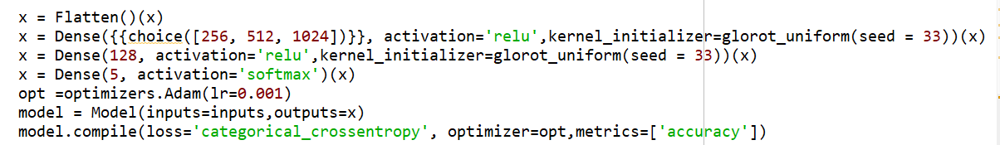 x = Flatten()(x)
x = Dense({{choice([256, 512, 1024])}}, activation='relu',kernel_initializer=glorot_uniform(seed = 33))(x)
x = Dense(128, activation='relu',kernel_initializer=glorot_uniform(seed = 33))(x)
x = Dense(5, activation='softmax')(x)
opt =optimizers.Adam(lr=0.001)
model = Model(inputs=inputs,outputs=x)
model.compile(loss='categorical_crossentropy', optimizer=opt,metrics=['accuracy'])